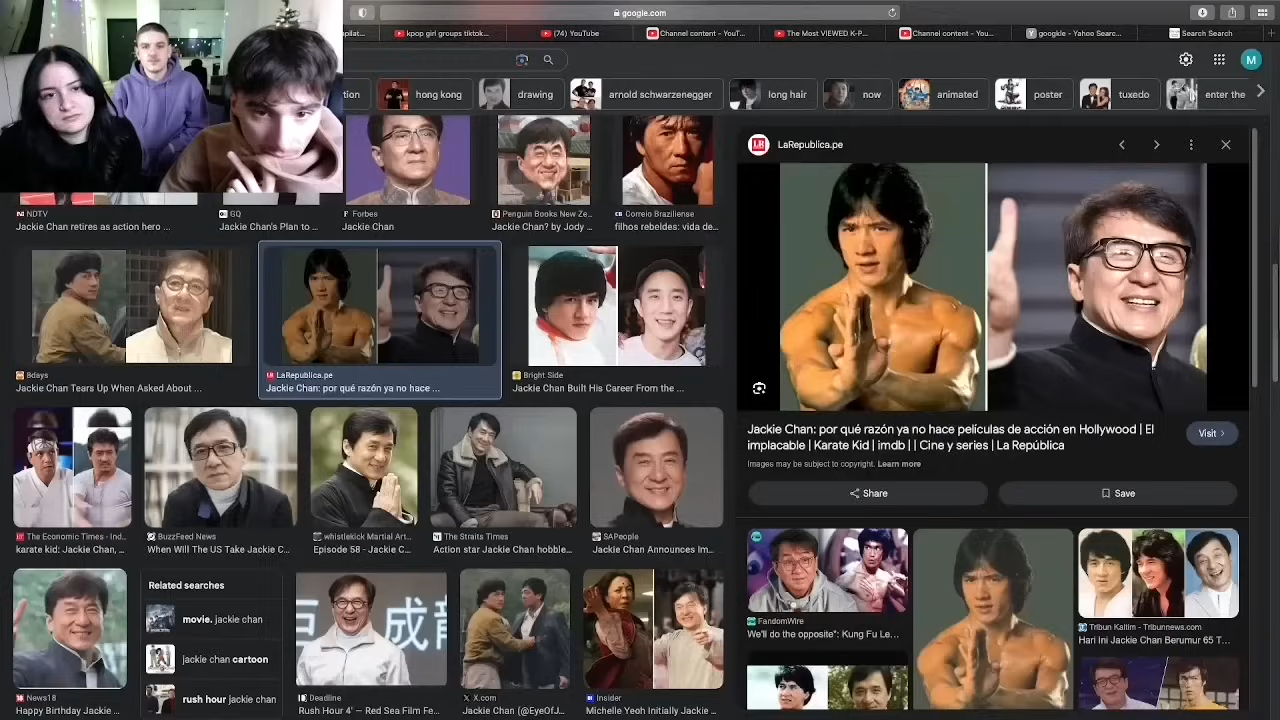 google.com
pilat...
kpop girl groups tiktok...
(74) YouTube
Channel content - YouT...
The Most VIEWED K-P...
Channel content - You...
googkle - Yahoo Searc...
Search Search
M
tion
hong kong
drawing
arnold schwarzenegger
long hair
now
animated
poster
tuxedo
enter the
NDTV
Jackie Chan retires as action hero ...
GQ
Jackie Chan's Plan to ...
Forbes
Jackie Chan
Penguin Books New Ze...
Jackie Chan? by Jody ...
Correio Braziliense
filhos rebeldes: vida de...
8days
Jackie Chan Tears Up When Asked About ...
LaRepublica.pe
Jackie Chan: por qué razón ya no hace ...
Bright Side
Jackie Chan Built His Career From the ...
The Economic Times - Ind...
karate kid: Jackie Chan, ...
BuzzFeed News
When Will The US Take Jackie C...
whistlekick Martial Art...
Episode 58 - Jackie C...
The Straits Times
Action star Jackie Chan hobble...
SAPeople
Jackie Chan Announces Im...
News18
Happy Birthday Jackie ...
Related searches
movie. jackie chan
jackie chan cartoon
rush hour jackie chan
成龍
Deadline
Rush Hour 4' — Red Sea Film Fe...
X.com
Jackie Chan (@EyeOfJ...
Insider
Michelle Yeoh Initially Jackie ...
LR
LaRepublica.pe
Jackie Chan: por qué razón ya no hace películas de acción en Hollywood | El
implacable | Karate Kid | imdb | | Cine y series | La República
Visit
Images may be subject to copyright. Learn more
Share
Save
FandomWire
We'll do the opposite": Kung Fu Le...
Tribun Kaltim - Tribunnews.com
Hari Ini Jackie Chan Berumur 65 T...